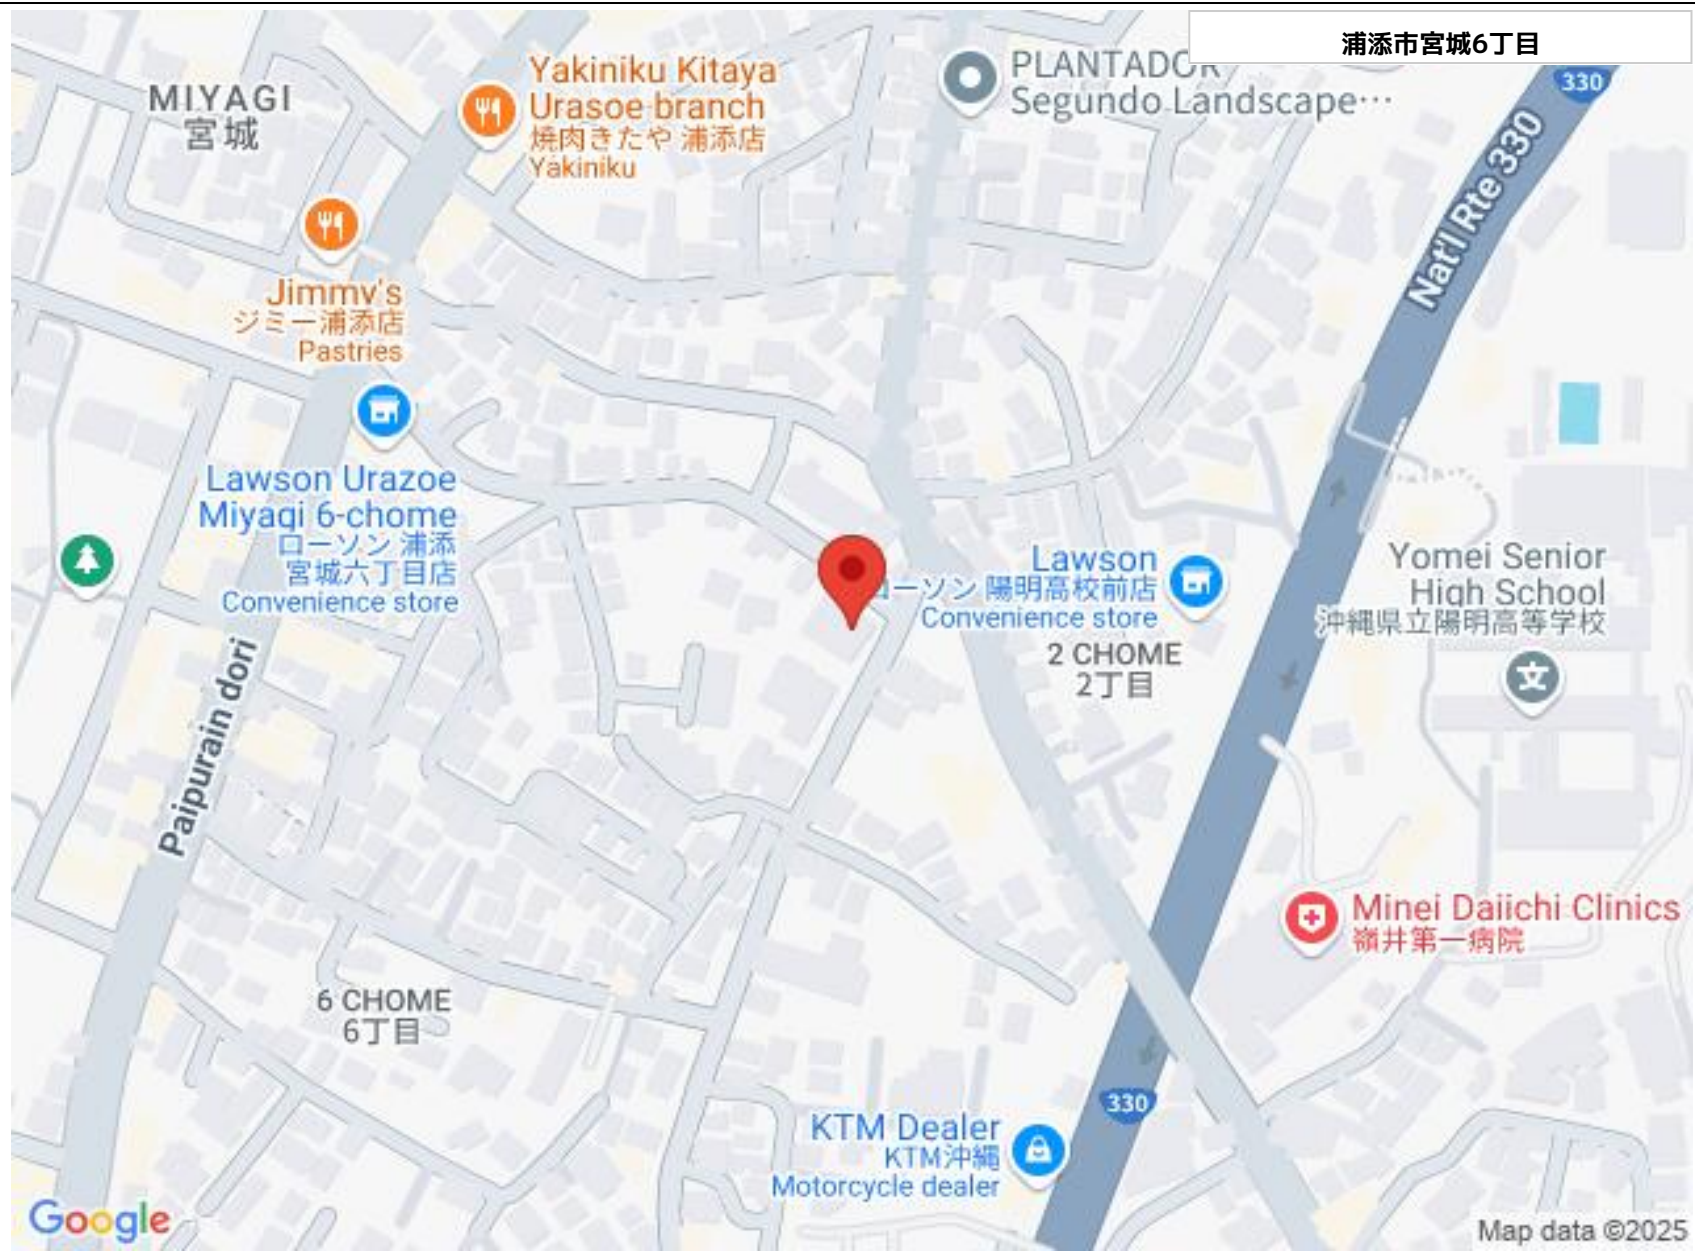 浦添市宮城6丁目
330
Yakiniku Kitaya
Urasoe branch
焼肉きたや 浦添店
Yakiniku
PLANTADOR
Segundo Landscape…
MIYAGI
宮城
Nat'l Rte 330
Jimmy's
ジミー浦添店
Pastries
Lawson Urazoe
Miyagi 6-chome
ローソン 浦添
宮城六丁目店
Convenience store
Lawson
ローソン 陽明高校前店
Convenience store
Yomei Senior
High School
沖縄県立陽明高等学校
文
2 CHOME
2丁目
Paipurain dori
Minei Daiichi Clinics
嶺井第一病院
6 CHOME
6丁目
330
KTM Dealer
KTM沖縄
Motorcycle dealer
Google
Map data ©2025